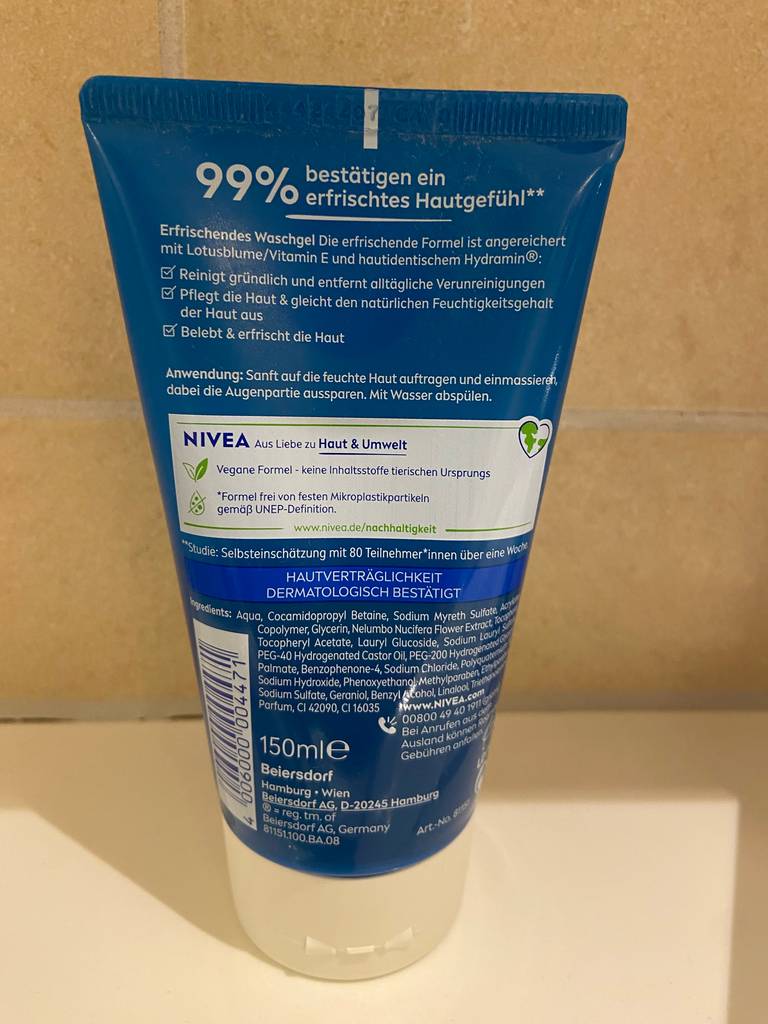 99% bestätigen ein
erfrischtes Hautgefühl**
Erfrischendes Waschgel Die erfrischende Formel ist angereichert
mit Lotusblume/Vitamin E und hautidentischem Hydramin®:
Reinigt gründlich und entfernt alltägliche Verunreinigungen
Pflegt die Haut & gleicht den natürlichen Feuchtigkeitsgehalt
der Haut aus
Belebt & erfrischt die Haut
Anwendung: Sanft auf die feuchte Haut auftragen und einmassieren,
dabei die Augenpartie aussparen. Mit Wasser abspülen.
NIVEA Aus Liebe zu Haut & Umwelt
Vegane Formel - keine Inhaltsstoffe tierischen Ursprungs
*Formel frei von festen Mikroplastikpartikeln
gemäß UNEP-Definition.
www.nivea.de/nachhaltigkeit
**Studie: Selbsteinschätzung mit 80 Teilnehmer*innen über eine Woche
HAUTVERTRÄGLICHKEIT
DERMATOLOGISCH BESTÄTIGT
Ingredients: Aqua, Cocamidopropyl Betaine, Sodium Myreth Sulfate,
Copolymer, Glycerin, Nelumbo Nucifera Flower Extract,
Tocopheryl Acetate, Lauryl Glucoside, Sodium Lauryl
PEG-40 Hydrogenated Castor Oil, PEG-200 Hydrogenated
Palmate, Benzophenone-4, Sodium Chloride,
Sodium Hydroxide, Phenoxyethanol, Methylparaben,
Sodium Sulfate, Geraniol, Benzyl Alcohol, Linalool,
Parfum, CI 42090, CI 16035
www.NIVEA.com
00800 49 40 1911
Bei Anrufen aus dem
Ausland können
Gebühren anfallen.
4 006000 004471
150ml℮
Beiersdorf
Hamburg • Wien
Beiersdorf AG, D-20245 Hamburg
® = reg. tm. of
Beiersdorf AG, Germany
81151.100.BA.08
Art.-No.